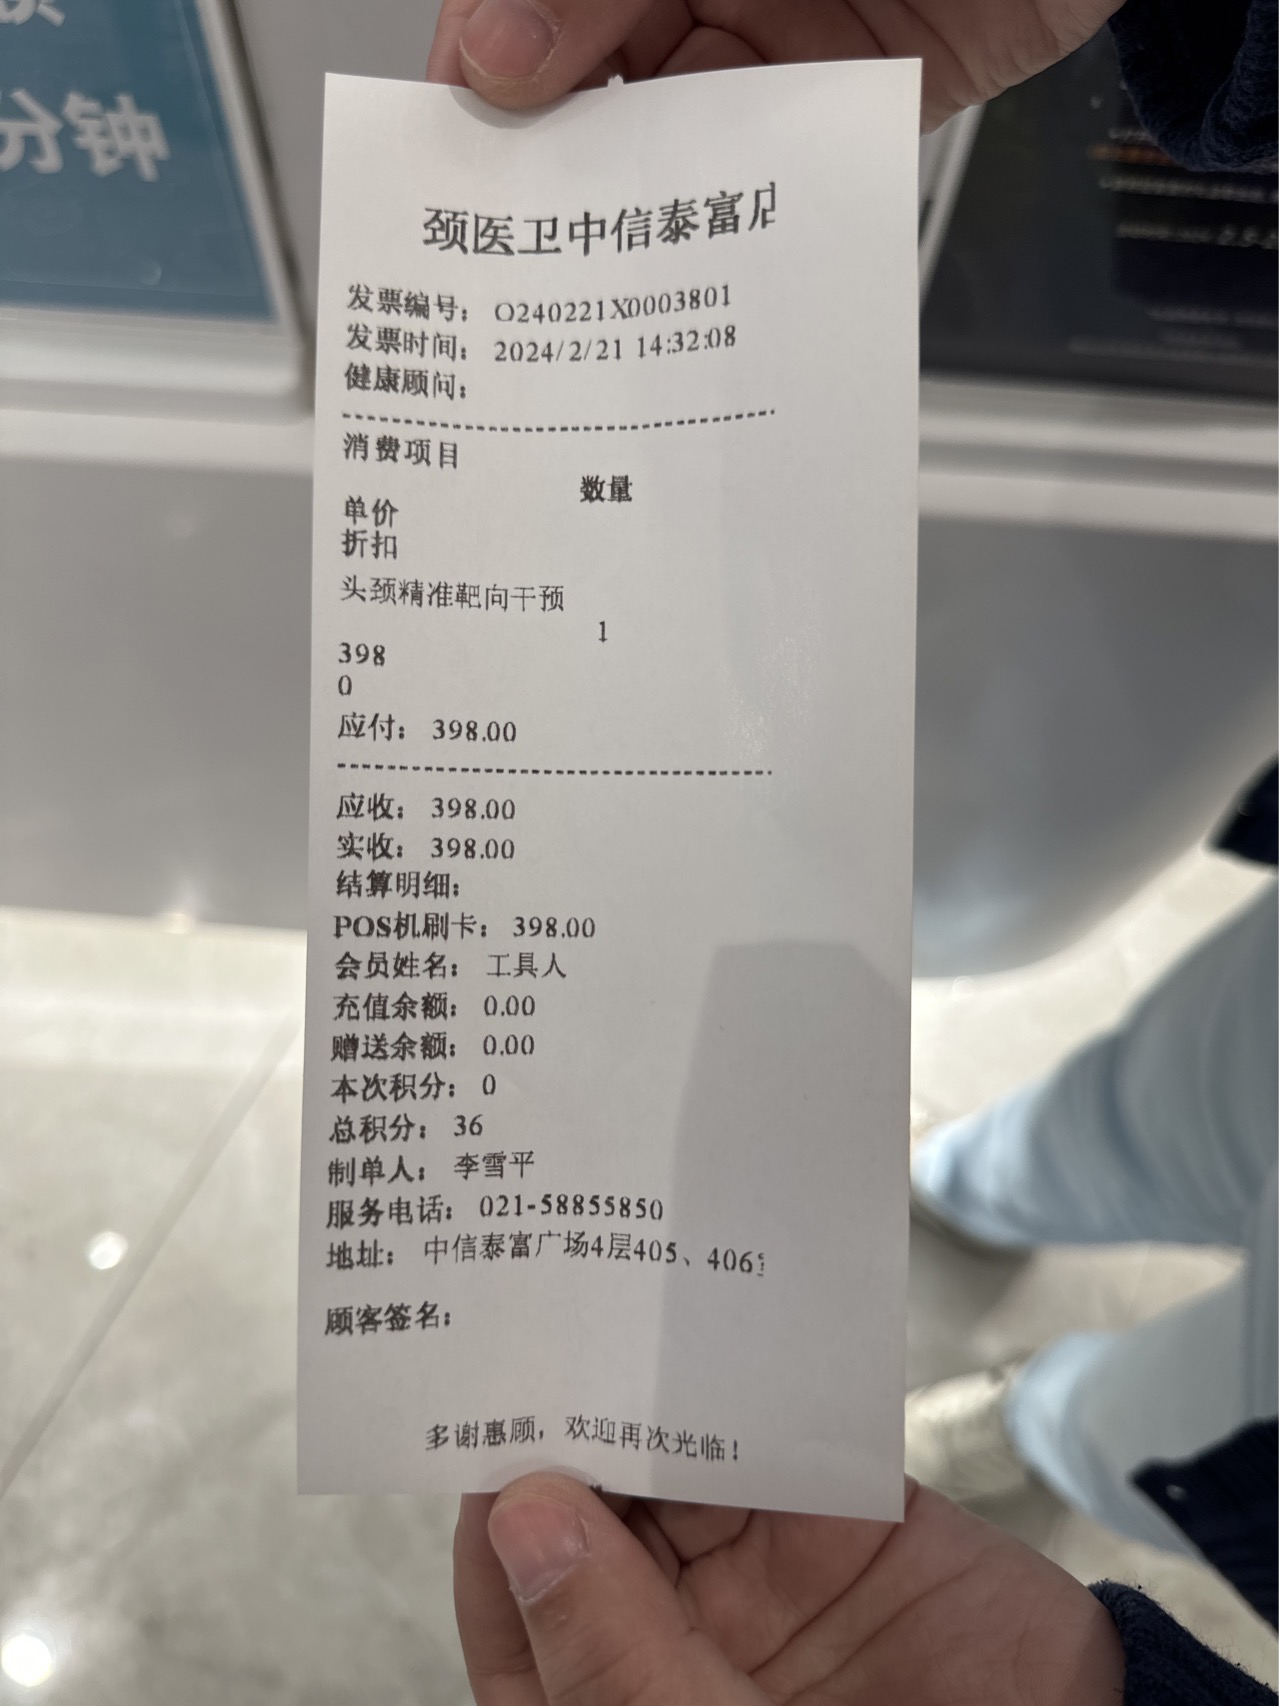 分钟
颈医卫中信泰富店
发票编号： O240221X0003801
发票时间： 2024/2/21 14:32:08
健康顾问：
消费项目
数量
单价
折扣
头颈精准靶向干预
1
398
0
应付： 398.00
应收： 398.00
实收： 398.00
结算明细：
POS机刷卡： 398.00
会员姓名： 工具人
充值余额： 0.00
赠送余额： 0.00
本次积分： 0
总积分： 36
制单人： 李雪平
服务电话： 021-58855850
地址： 中信泰富广场4层405、406
顾客签名：
多谢惠顾，欢迎再次光临！